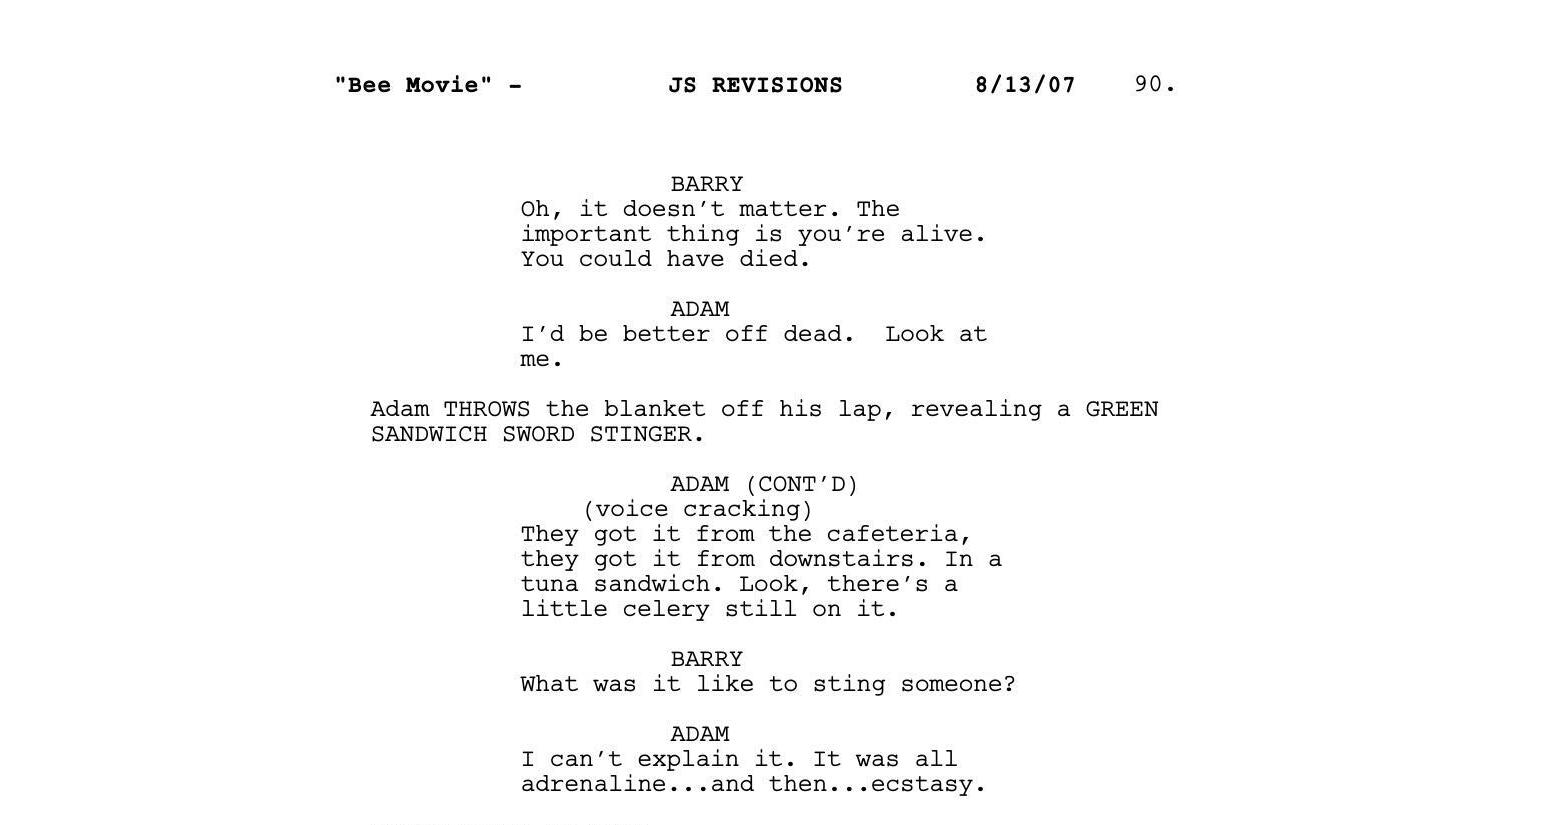 "Bee Movie" - JS REVISIONS 8/13/07 90.
BARRY
Oh, it doesn't matter. The
important thing is you're alive.
You could have died.
ADAM
I'd be better off dead.  Look at
me.
Adam THROWS the blanket off his lap, revealing a GREEN
SANDWICH SWORD STINGER.
ADAM (CONT'D)
(voice cracking)
They got it from the cafeteria,
they got it from downstairs. In a
tuna sandwich. Look, there's a
little celery still on it.
BARRY
What was it like to sting someone?
ADAM
I can't explain it. It was all
adrenaline...and then...ecstasy.